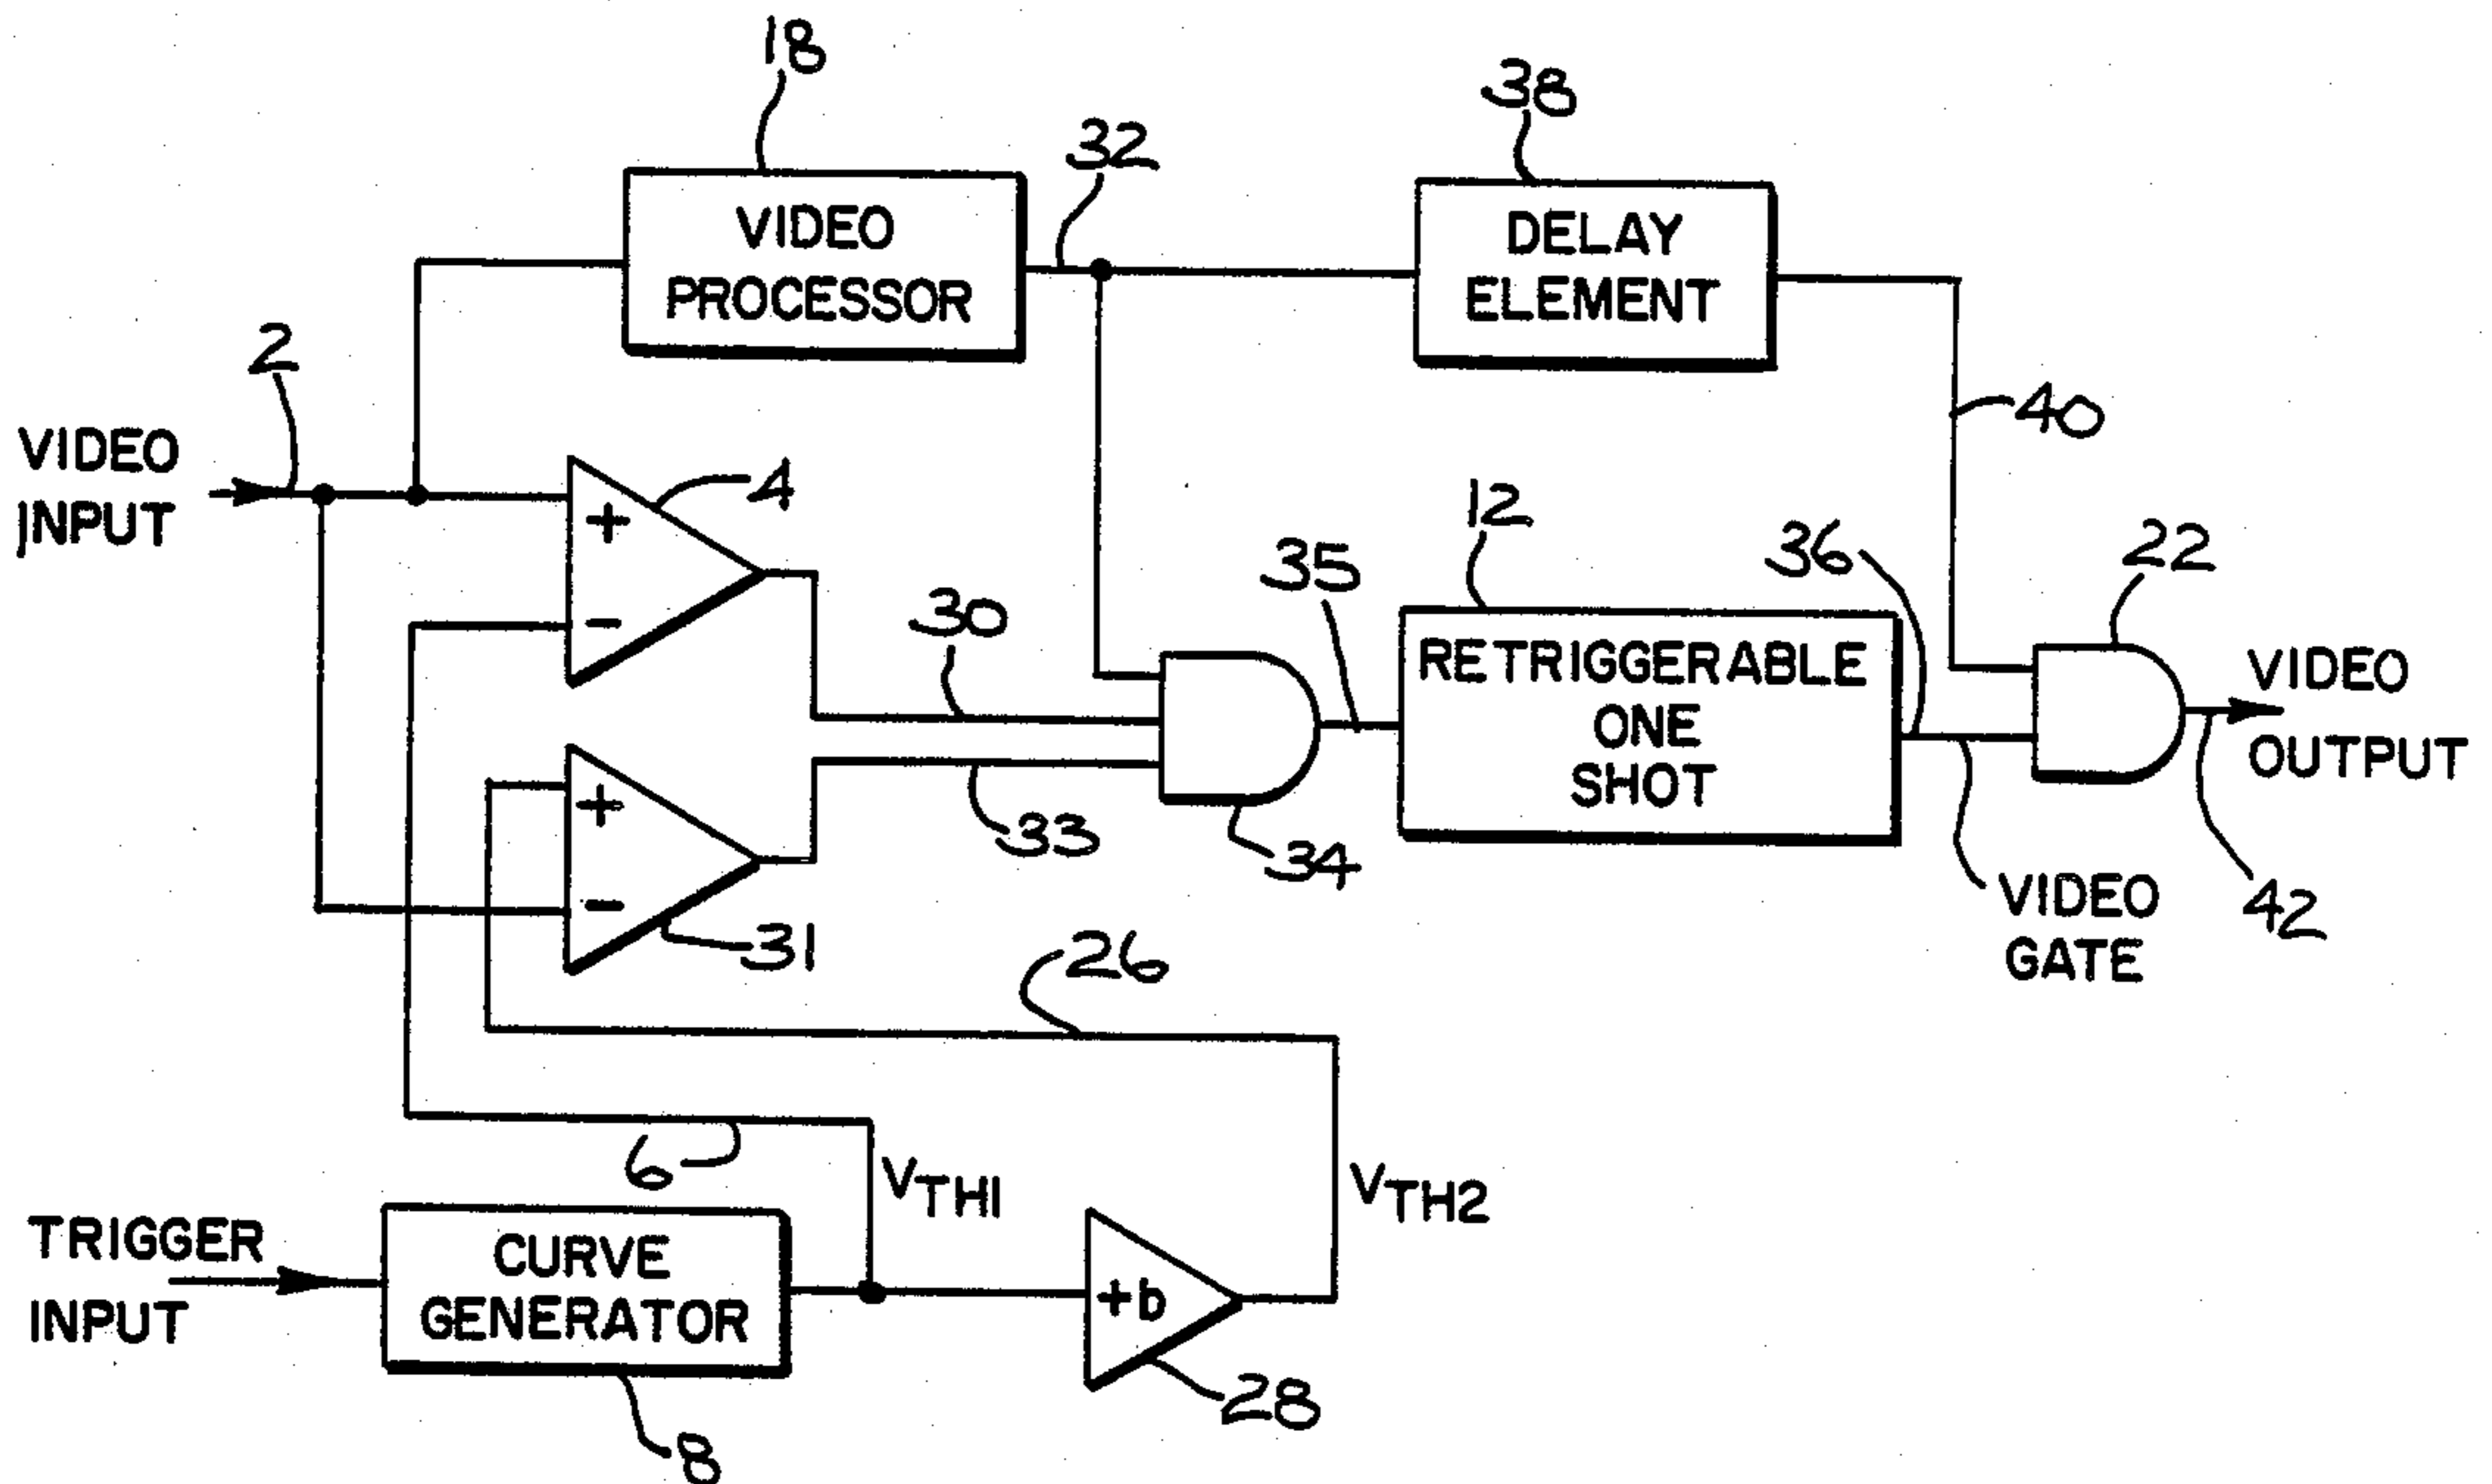 18
38
32
VIDEO
PROCESSOR
DELAY
ELEMENT
2
40
VIDEO
INPUT
+
4
-
12
36
22
35
30
RETRIGGERABLE
ONE
SHOT
VIDEO
OUTPUT
+
33
34
-
31
VIDEO
GATE
42
26
6
VTH1
VTH2
TRIGGER
INPUT
CURVE
GENERATOR
+b
28
8